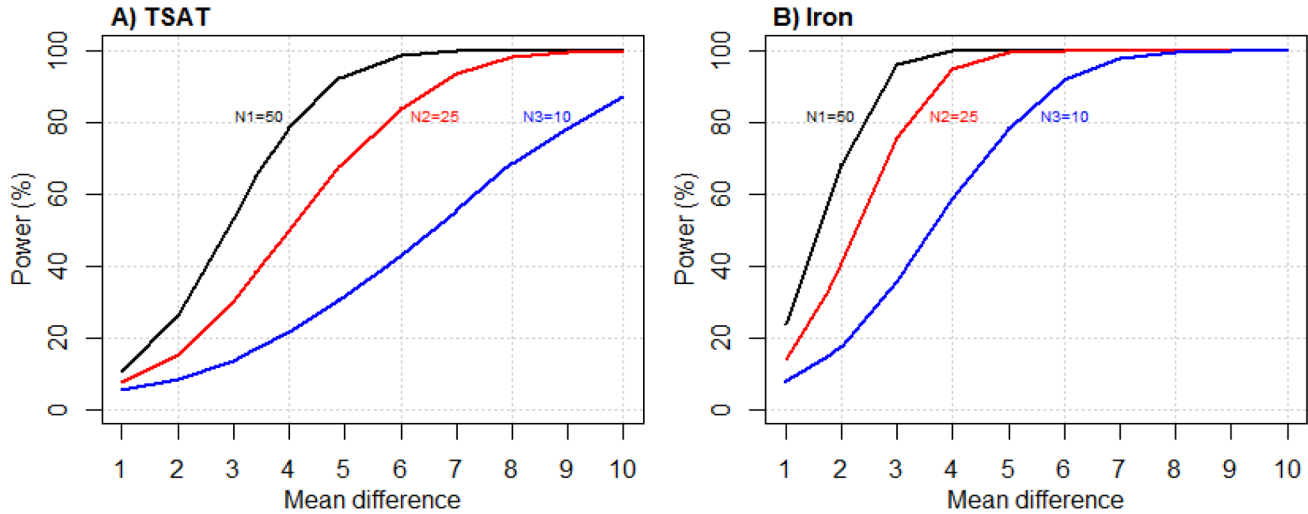 A) TSAT
Power (%)
100
80
60
40
20
0
N1=50
N2=25
N3=10
1 2 3 4 5 6 7 8 9 10
Mean difference
B) Iron
Power (%)
100
80
60
40
20
0
N1=50
N2=25
N3=10
1 2 3 4 5 6 7 8 9 10
Mean difference